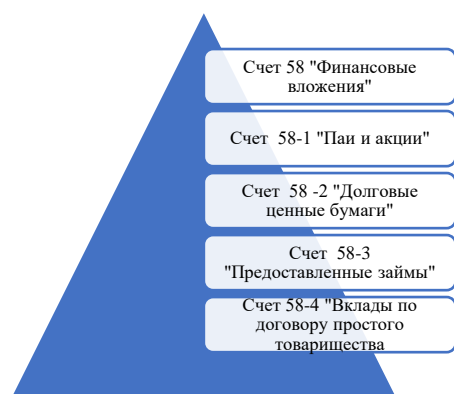 Счет 58 "Финансовые
вложения"
Счет 58-1 "Паи и акции"
Счет 58 -2 "Долговые
ценные бумаги"
Счет 58-3
"Предоставленные займы"
Счет 58-4 "Вклады по
договору простого
товарищества